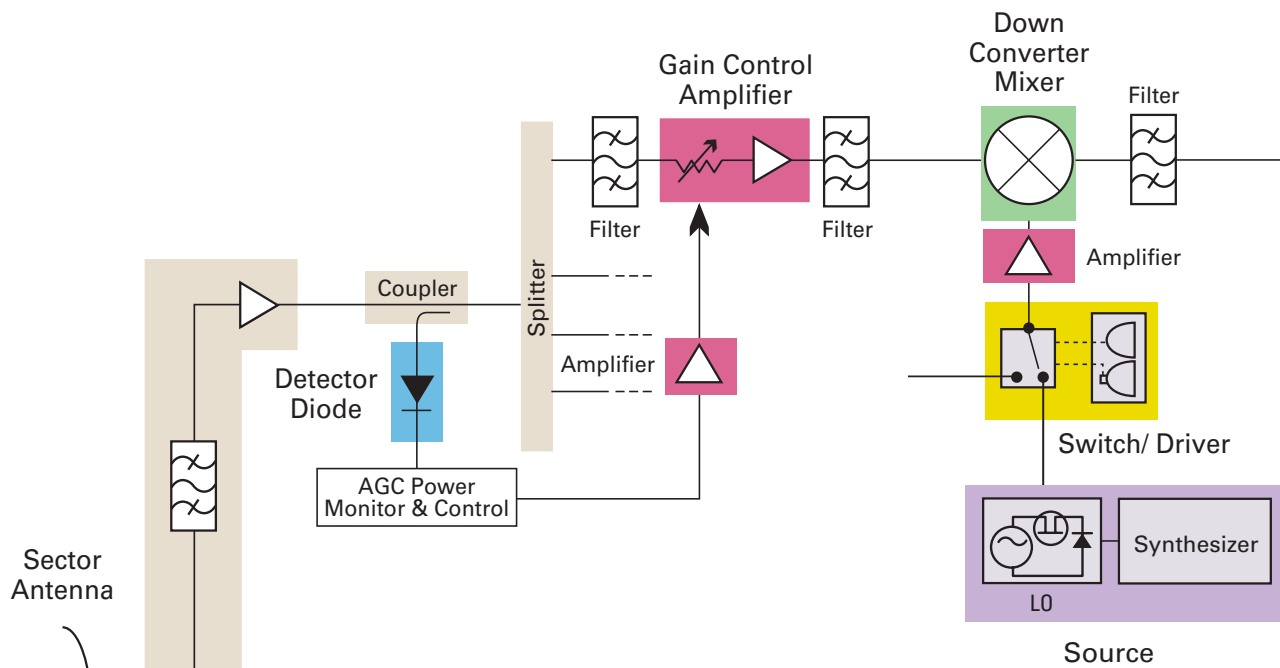 Down
Converter
Mixer
Gain Control
Amplifier
Filter
Filter
Filter
Amplifier
Coupler
Splitter
Amplifier
Detector
Diode
Switch/ Driver
AGC Power
Monitor & Control
Synthesizer
LO
Sector
Antenna
Source